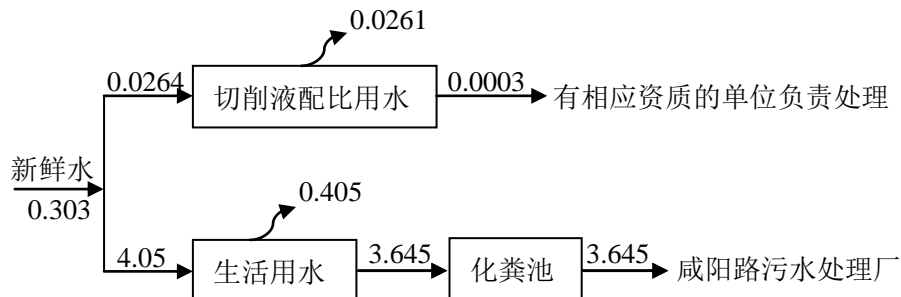 0.0261
0.0264
切削液配比用水
0.0003
有相应资质的单位负责处理
新鲜水
0.303
0.405
4.05
生活用水
3.645
化粪池
3.645
咸阳路污水处理厂